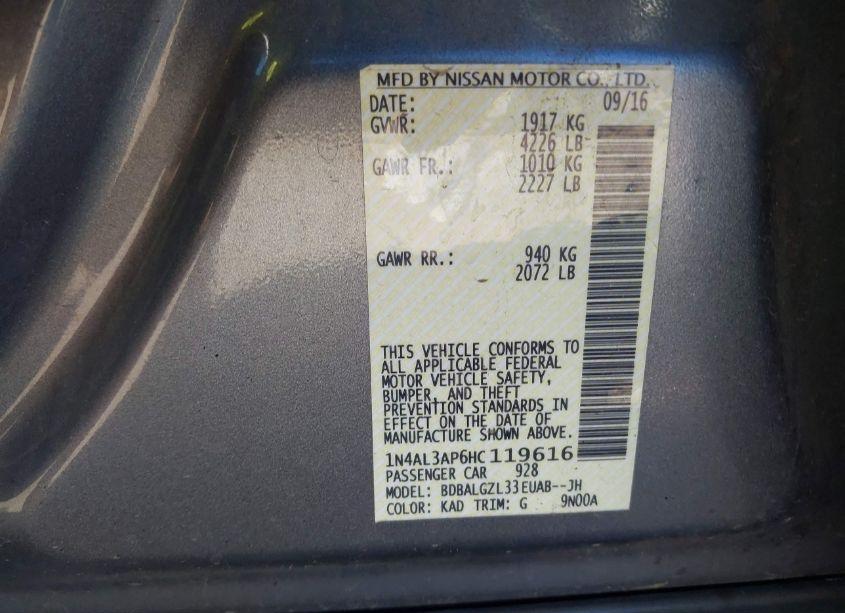 MFD BY NISSAN MOTOR CO., LTD.
DATE: 09/16
GVWR: 1917 KG
4226 LB
GAWR FR.: 1010 KG
2227 LB
GAWR RR.: 940 KG
2072 LB
THIS VEHICLE CONFORMS TO
ALL APPLICABLE FEDERAL
MOTOR VEHICLE SAFETY,
BUMPER, AND THEFT
PREVENTION STANDARDS IN
EFFECT ON THE DATE OF
MANUFACTURE SHOWN ABOVE.
1N4AL3AP6HC119616
PASSENGER CAR 928
MODEL: BDBALGZL33EUAB--JH
COLOR: KAD TRIM: G 9N00A